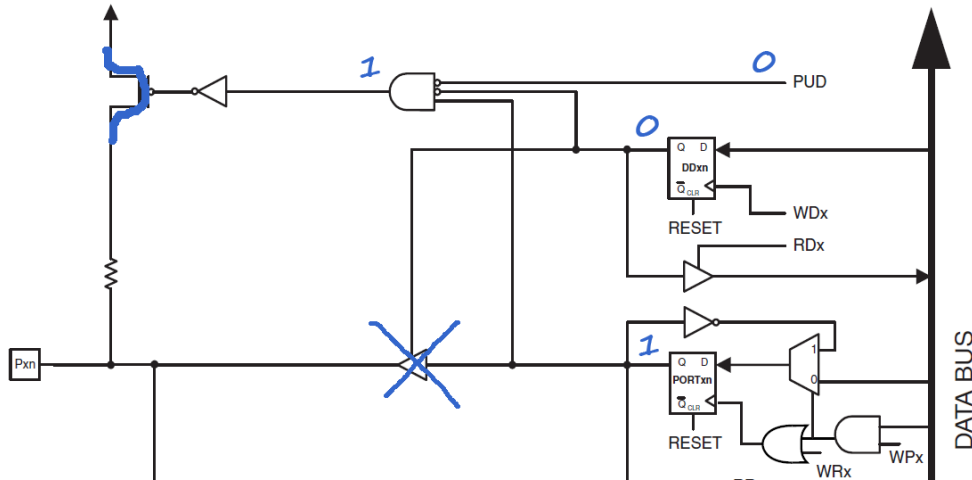 1
0
PUD
0
Q D
DDxn
Q CLR
WDx
RESET
RDx
1
1
Pxn
Q D
PORTxn
0
Q CLR
RESET
WPx
WRx
DATA BUS